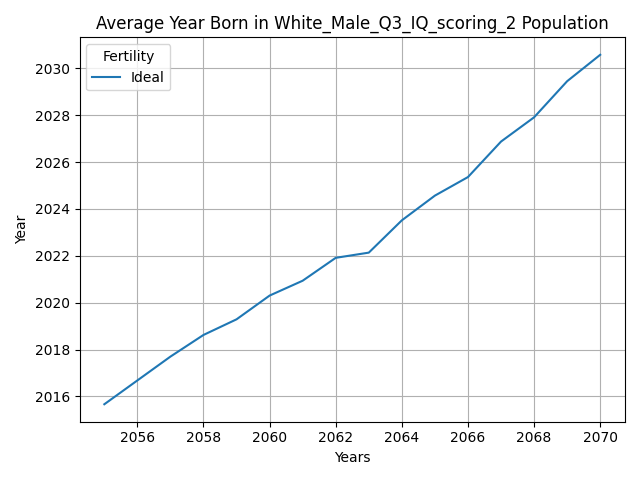 Average Year Born in White_Male_Q3_IQ_scoring_2 Population
Fertility
Ideal
Year
2030
2028
2026
2024
2022
2020
2018
2016
2056 2058 2060 2062 2064 2066 2068 2070
Years